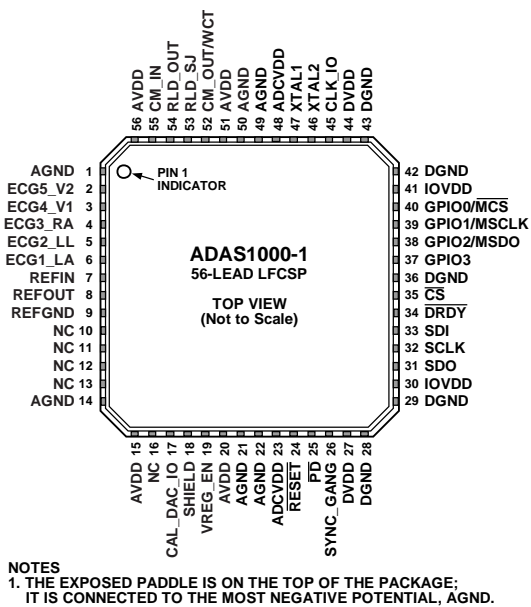 56 AVDD
55 CM_IN
54 RLD_OUT
53 RLD_SJ
52 CM_OUT/WCT
51 AVDD
50 AGND
49 AGND
48 ADCVDD
47 XTAL1
46 XTAL2
45 CLK_IO
44 DVDD
43 DGND
AGND 1
ECG5_V2 2
ECG4_V1 3
ECG3_RA 4
ECG2_LL 5
ECG1_LA 6
REFIN 7
REFOUT 8
REFGND 9
NC 10
NC 11
NC 12
NC 13
AGND 14
PIN 1
INDICATOR
ADAS1000-1
56-LEAD LFCSP
TOP VIEW
(Not to Scale)
42 DGND
41 IOVDD
40 GPIO0/MCS
39 GPIO1/MSCLK
38 GPIO2/MSDO
37 GPIO3
36 DGND
35 CS
34 DRDY
33 SDI
32 SCLK
31 SDO
30 IOVDD
29 DGND
AVDD 15
NC 16
CAL_DAC_IO 17
SHIELD 18
VREG_EN 19
AVDD 20
AGND 21
AGND 22
ADCVDD 23
RESET 24
PD 25
SYNC_GANG 26
DVDD 27
DGND 28
NOTES
1. THE EXPOSED PADDLE IS ON THE TOP OF THE PACKAGE;
IT IS CONNECTED TO THE MOST NEGATIVE POTENTIAL, AGND.